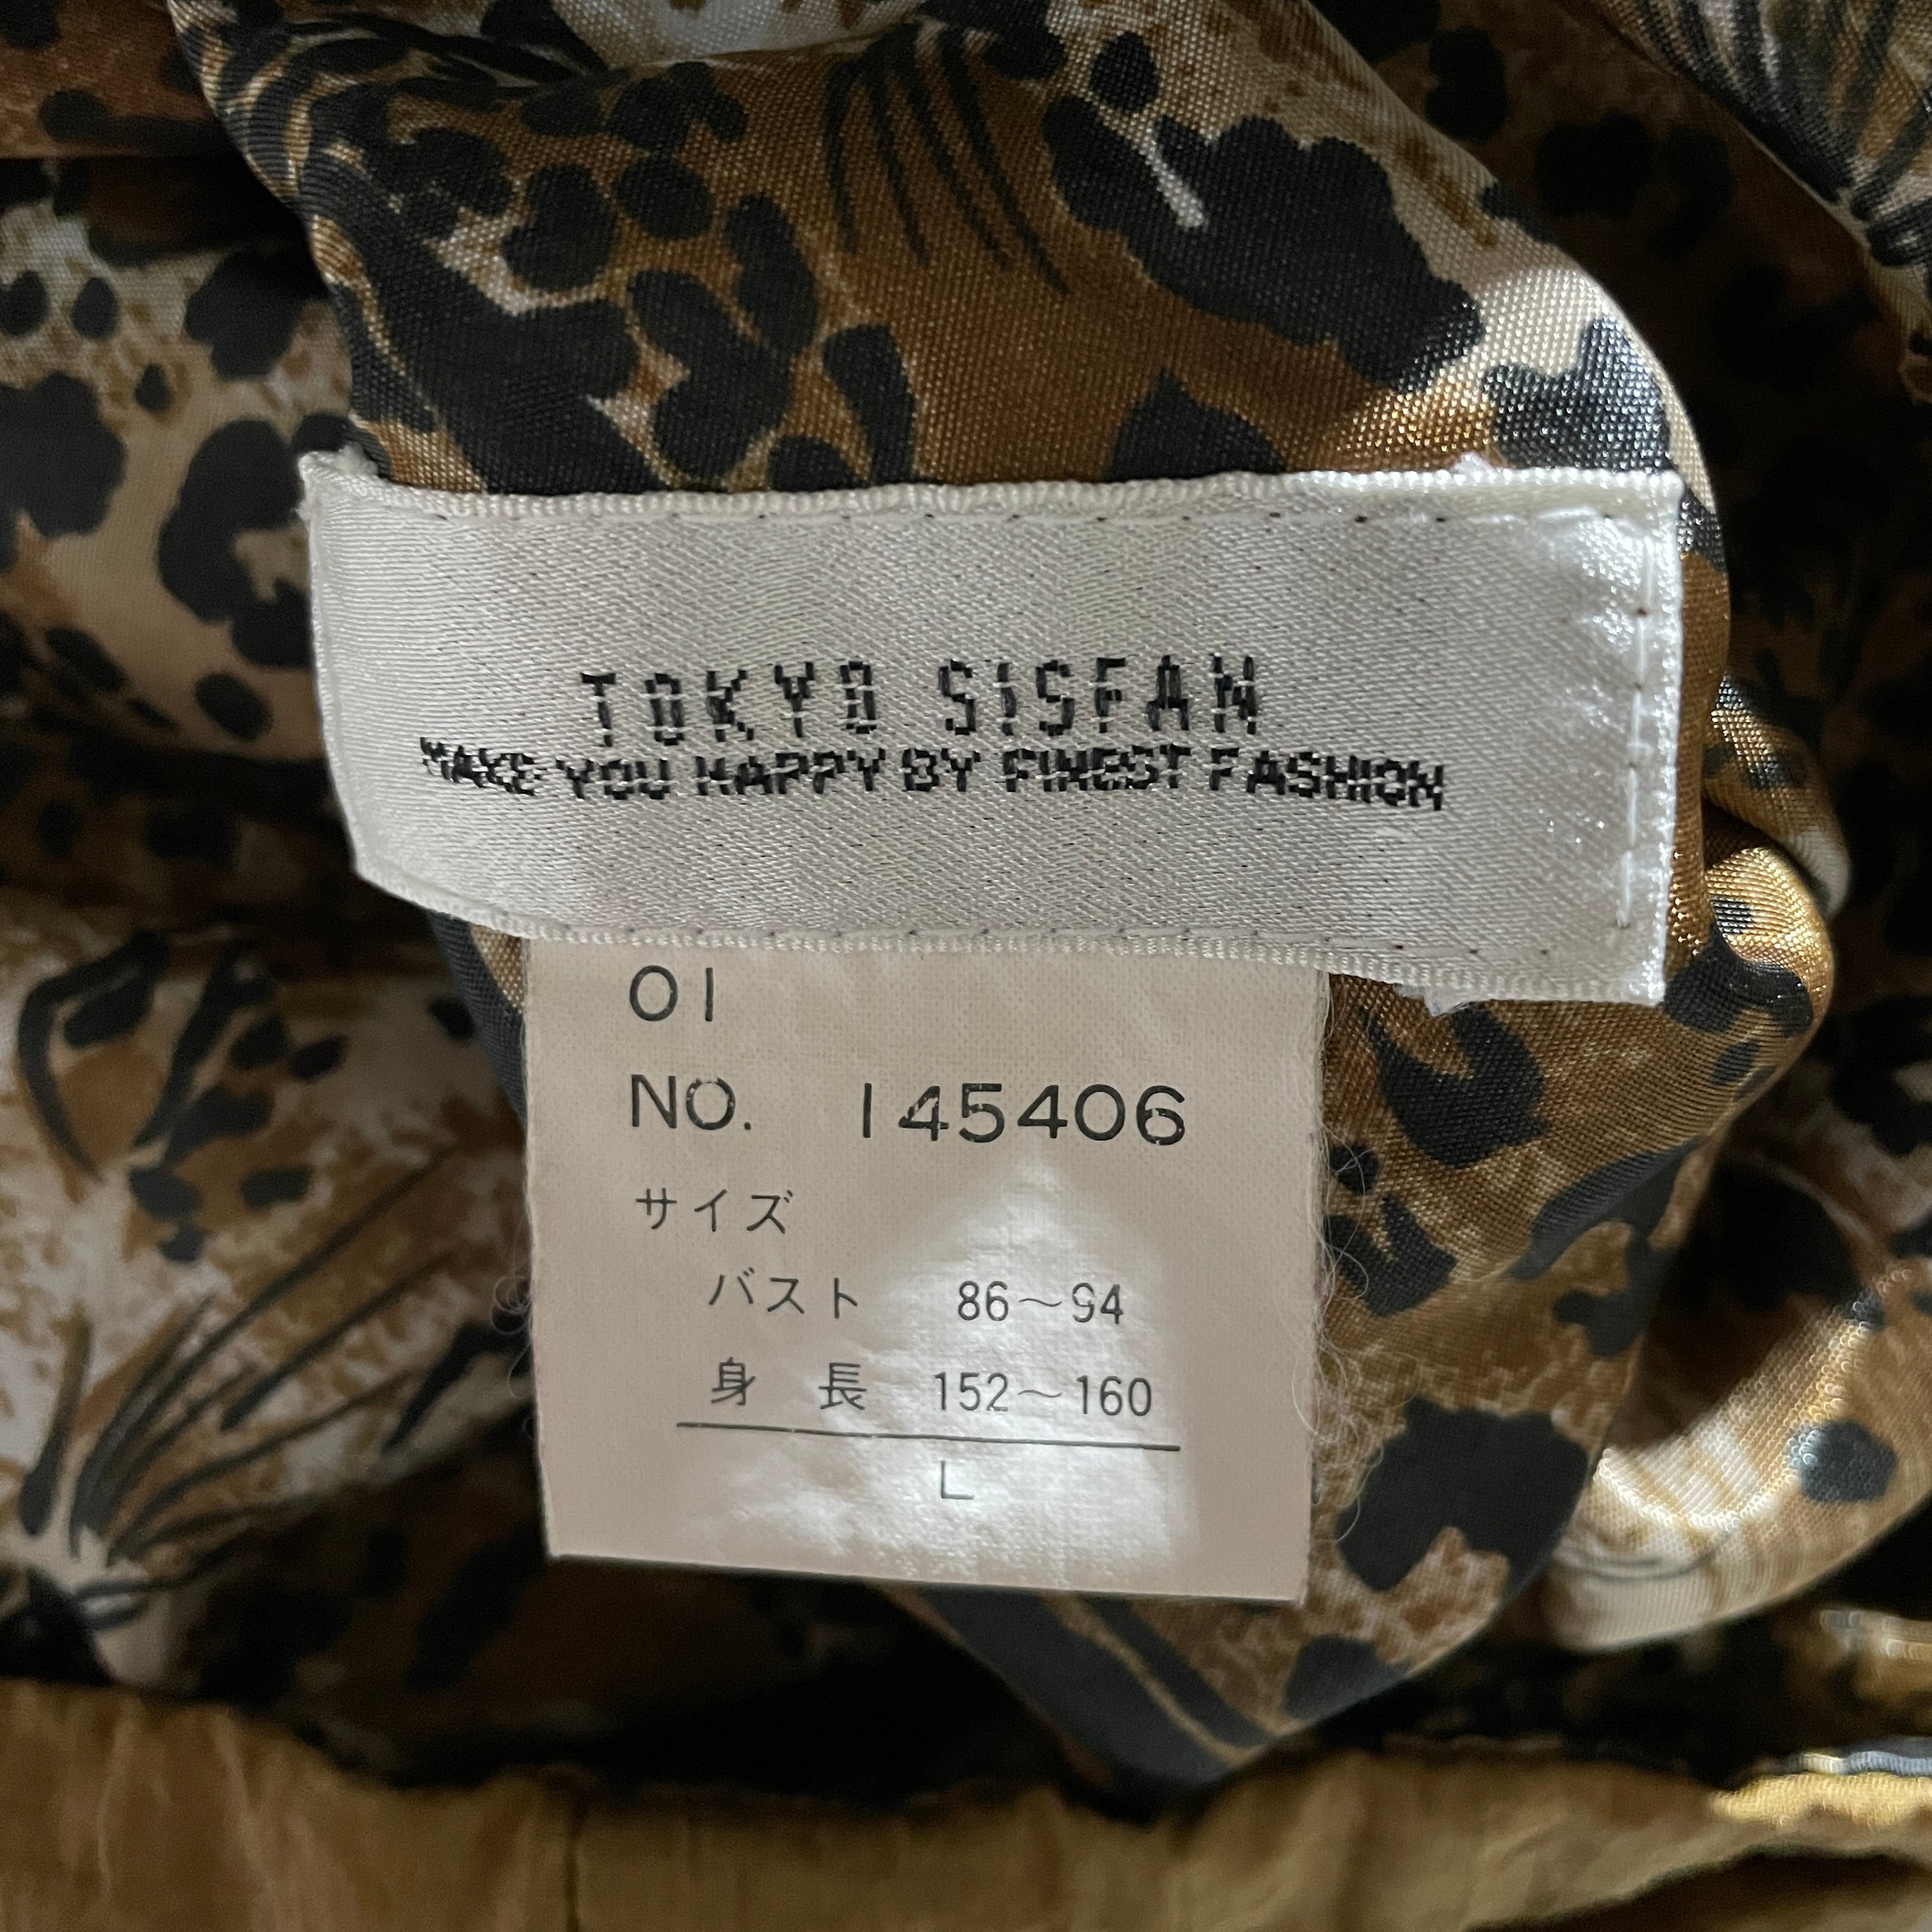 TOKYO SISFAN
MAKE YOU HAPPY BY FINEST FASHION
01
NO. 145406
サイズ
バスト 86～94
身長 152～160
L